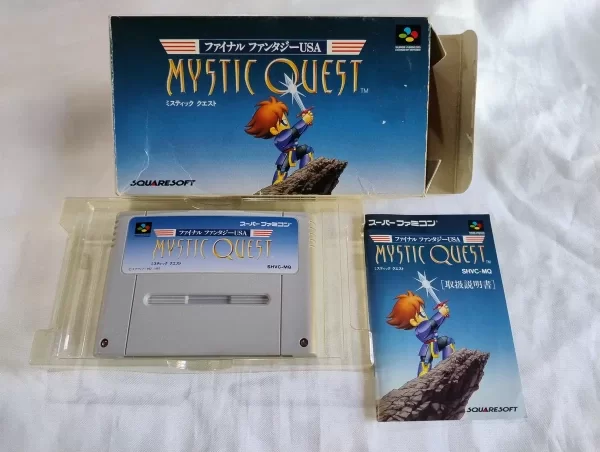 ファイナル ファンタジーUSA
MYSTIC QUEST
TM
ミスティック クエスト
SQUARESOFT
スーパーファミコン
ファイナル ファンタジーUSA
MYSTIC QUEST
ミスティック クエスト
SHVC-MQ
スーパーファミコン
ファイナル ファンタジーUSA
MYSTIC QUEST
ミスティック クエスト
SHVC-MQ
[取扱説明書]
SQUARESOFT